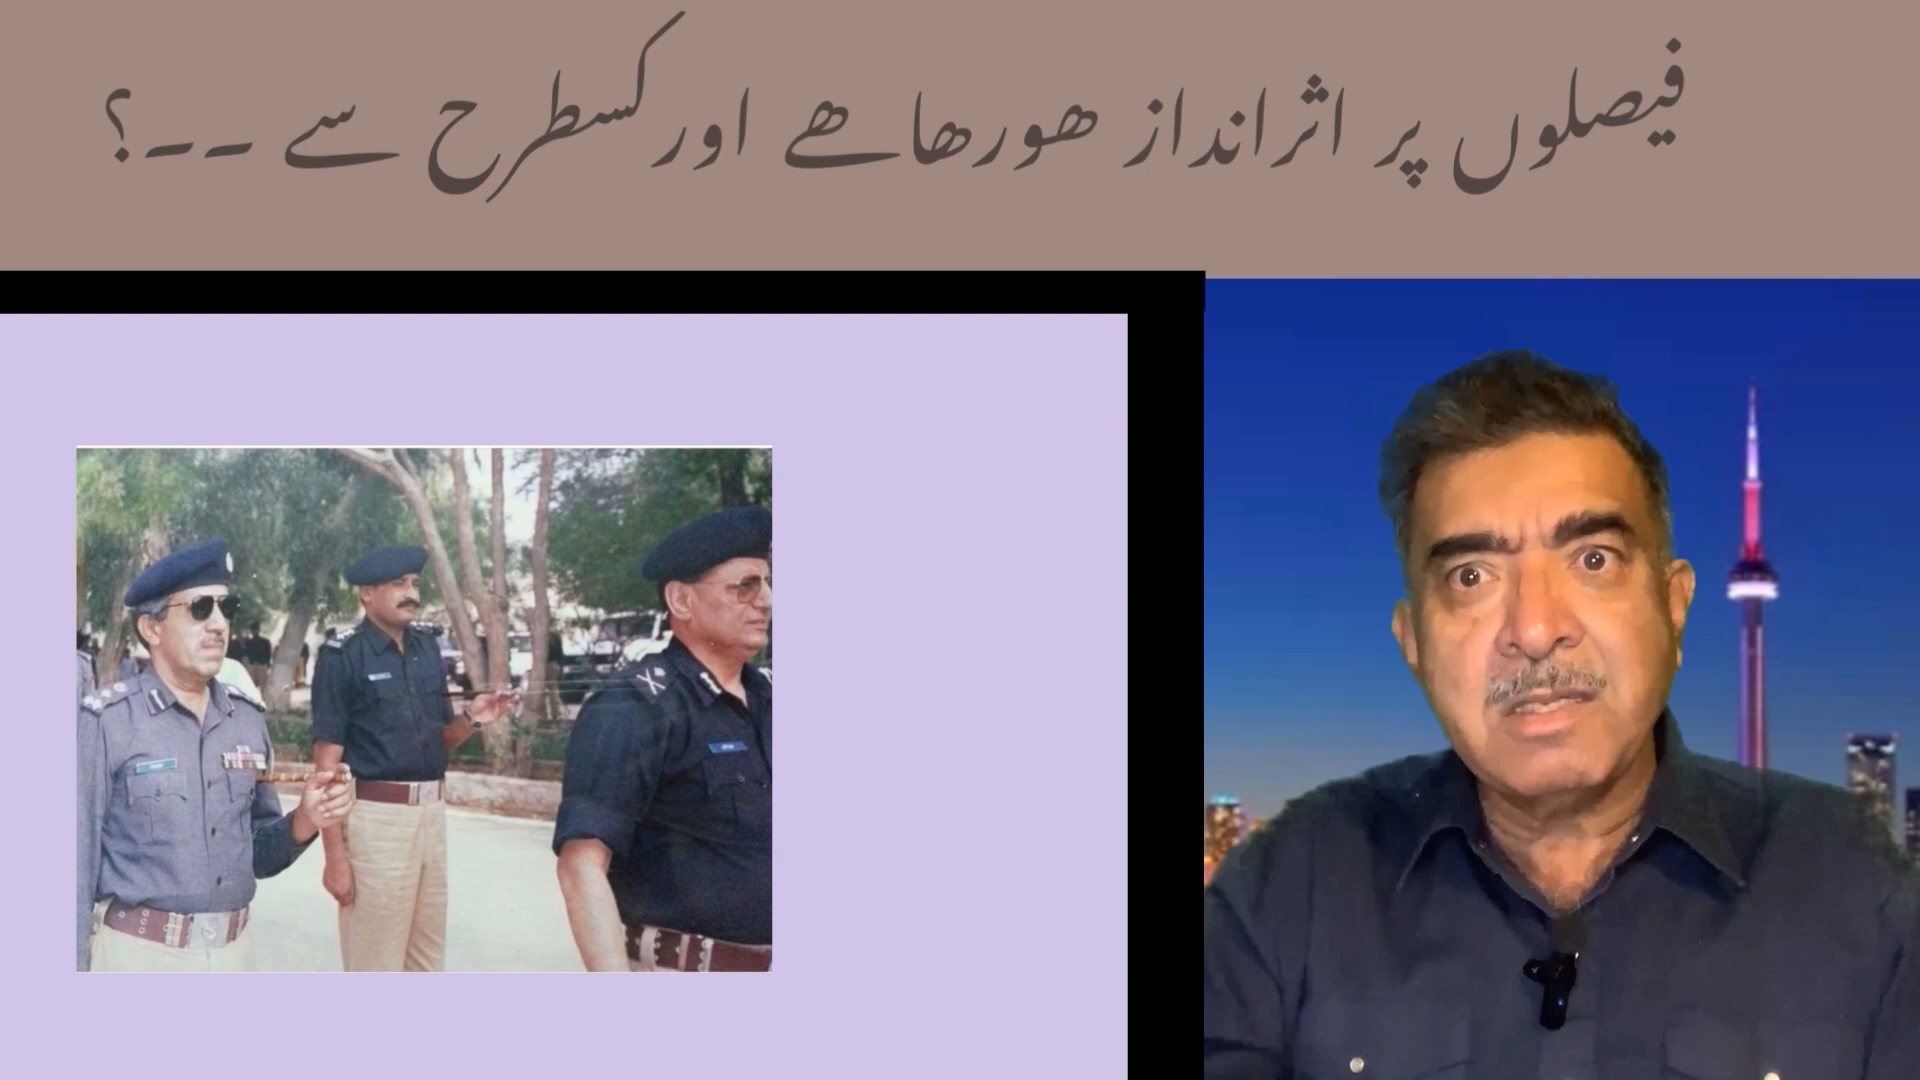 فیصلوں پر اثرانداز ھورھاھے اور کسطرح سے ۔۔؟